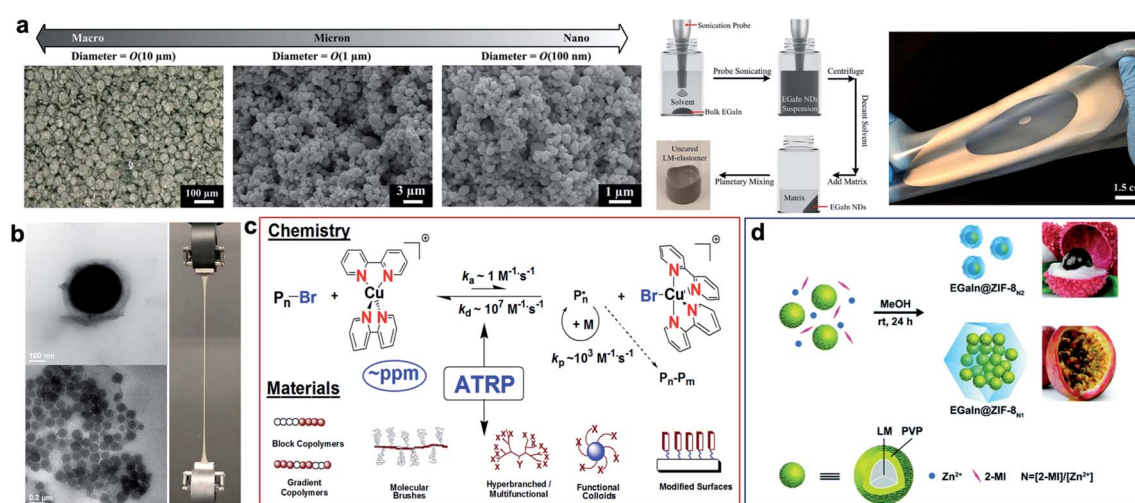 a
Macro
Micron
Nano
Diameter = O(10 µm)
Diameter = O(1 µm)
Diameter = O(100 nm)
100 µm
3 µm
1 µm
Sonication Probe
Solvent
Bulk EGaIn
Probe Sonicating
EGaIn NDs
Suspension
Centrifuge
Decant Solvent
Add Matrix
Matrix
EGaIn NDs
Planetary Mixing
Uncured
LM-elastomer
1.5 cm
b
100 nm
0.2 µm
c
Chemistry
Pn-Br
+
N
N
Cu
N
N
⊕
ka ~ 1 M-1·s-1
kd ~ 107 M-1·s-1
Pn•
+ M
kp ~103 M-1·s-1
Pn-Pm
+
N
N
Br-Cu
N
N
⊕
~ppm
ATRP
Materials
Block Copolymers
Gradient
Copolymers
Molecular
Brushes
Hyperbranched /
Multifunctional
Functional
Colloids
Modified Surfaces
d
MeOH
rt, 24 h
EGaIn@ZIF-8N2
EGaIn@ZIF-8N1
LM
PVP
Zn2+
2-MI
N=[2-MI]/[Zn2+]